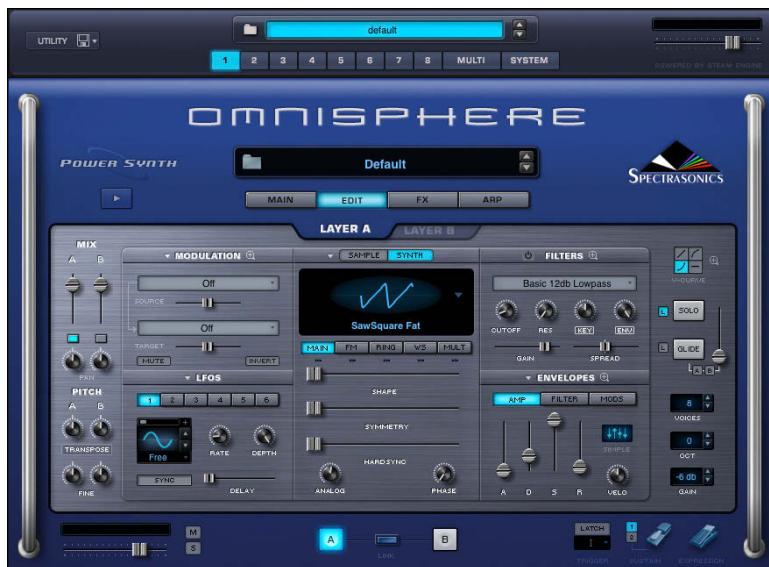 UTILITY
default
1 2 3 4 5 6 7 8 MULTI SYSTEM
POWERED BY STEAM ENGINE
OMNISPHERE
POWER SYNTH
Default
SPECTRASONICS
MAIN EDIT FX ARP
LAYER A LAYER B
MIX
A B
PAN
PITCH
A B
TRANSPOSE
FINE
MODULATION
Off
SOURCE
Off
TARGET
MUTE INVERT
LFOS
1 2 3 4 5 6
Free
RATE DEPTH
SYNC
DELAY
SAMPLE SYNTH
SawSquare Fat
MAIN FM RING WS MULT
SHAPE
SYMMETRY
HARDSYNC
ANALOG PHASE
FILTERS
Basic 12db Lowpass
CUTOFF RES KEY ENV
GAIN SPREAD
ENVELOPES
AMP FILTER MODS
SIMPLE
A D S R VELO
V-CURVE
L SOLO
L GLIDE
A B
8
VOICES
0
OCT
-6 db
GAIN
M
S
A B
LINK
LATCH
1
TRIGGER
1
2
SUSTAIN EXPRESSION